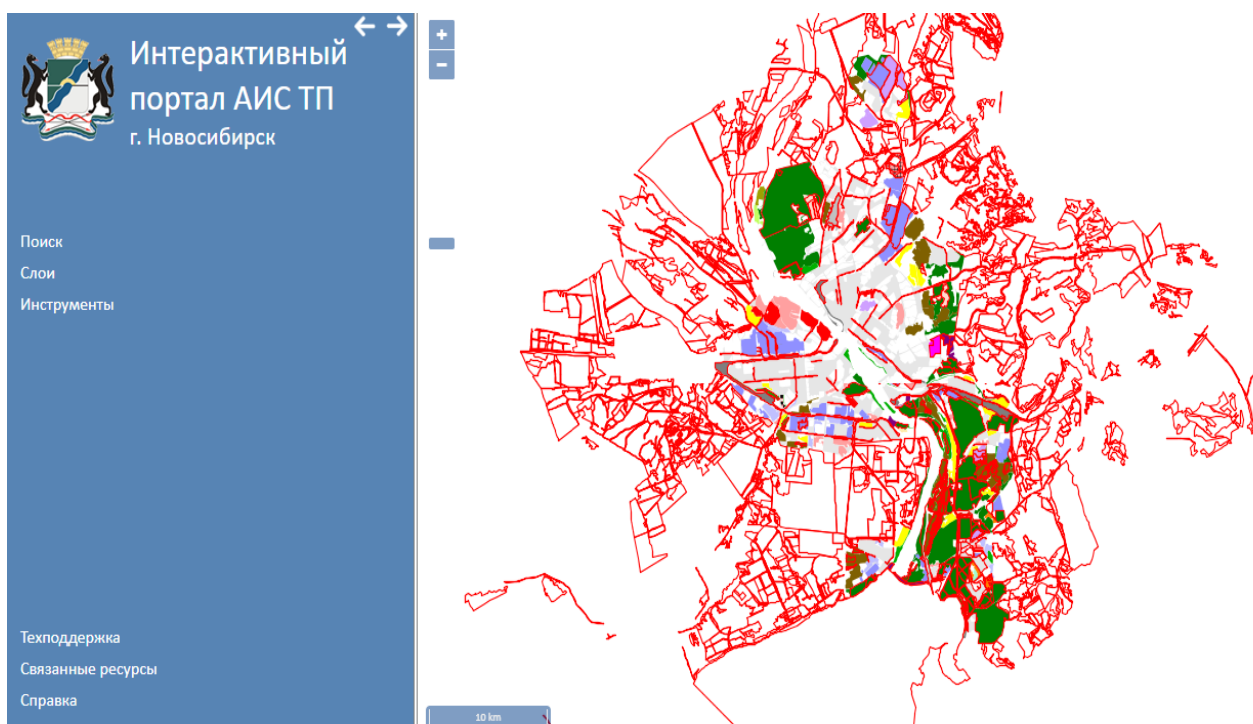 Интерактивный
портал АИС ТП
г. Новосибирск
Поиск
Слои
Инструменты
Техподдержка
Связанные ресурсы
Справка
+
−
10 km